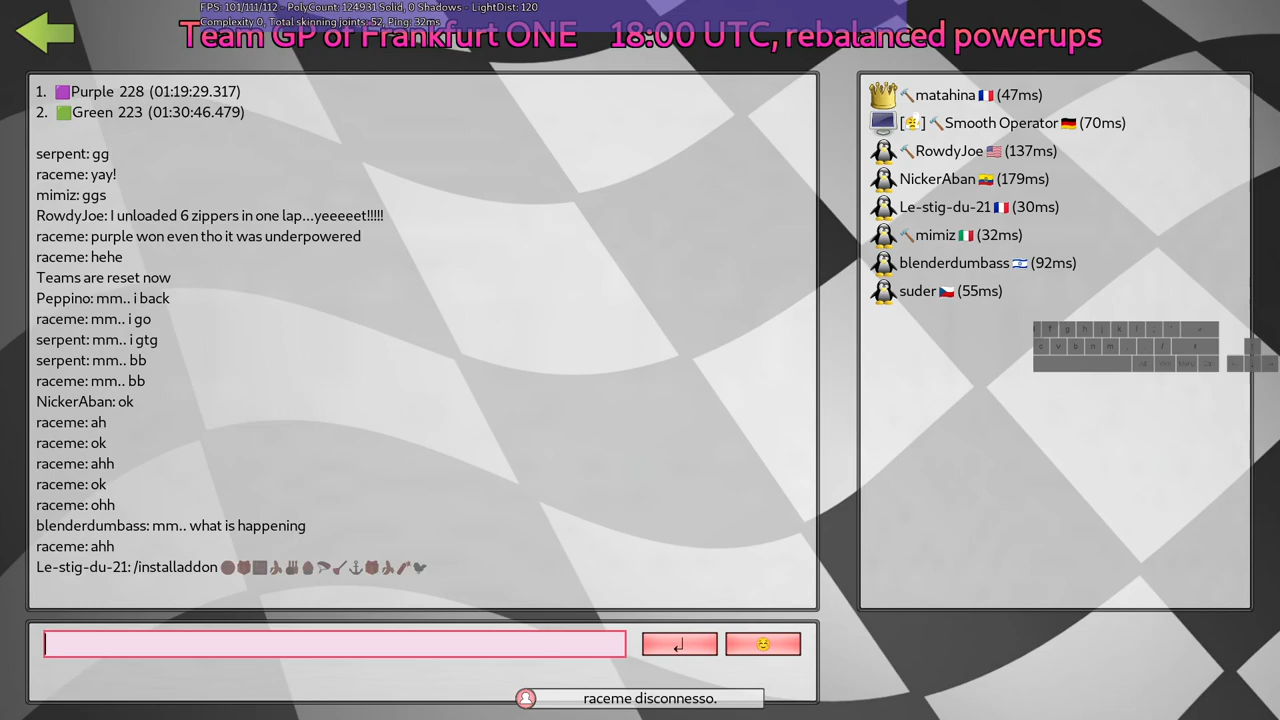 FPS: 101/111/112 - PolyCount: 124931 Solid, 0 Shadows - LightDist: 120
Complexity 0, Total skinning joints: 52, Ping: 32ms
Team GP of Frankfurt ONE 18:00 UTC, rebalanced powerups
1. 🟪Purple 228 (01:19:29.317)
2. 🟩Green 223 (01:30:46.479)
serpent: gg
raceme: yay!
mimiz: ggs
RowdyJoe: I unloaded 6 zippers in one lap...yeeeeet!!!!!
raceme: purple won even tho it was underpowered
raceme: hehe
Teams are reset now
Peppino: mm.. i back
raceme: mm.. i go
serpent: mm.. i gtg
serpent: mm.. bb
raceme: mm.. bb
NickerAban: ok
raceme: ah
raceme: ok
raceme: ahh
raceme: ok
raceme: ohh
blenderdumbass: mm.. what is happening
raceme: ahh
Le-stig-du-21: /installaddon
🔨matahina 🇫🇷 (47ms)
[😮‍💨] 🔨Smooth Operator 🇩🇪 (70ms)
🔨RowdyJoe 🇺🇸 (137ms)
NickerAban 🇪🇨 (179ms)
Le-stig-du-21 🇫🇷 (30ms)
🔨mimiz 🇮🇹 (32ms)
blenderdumbass 🇮🇱 (92ms)
suder 🇨🇿 (55ms)
f g h j k l ; '
c v b n m . /
raceme disconnesso.